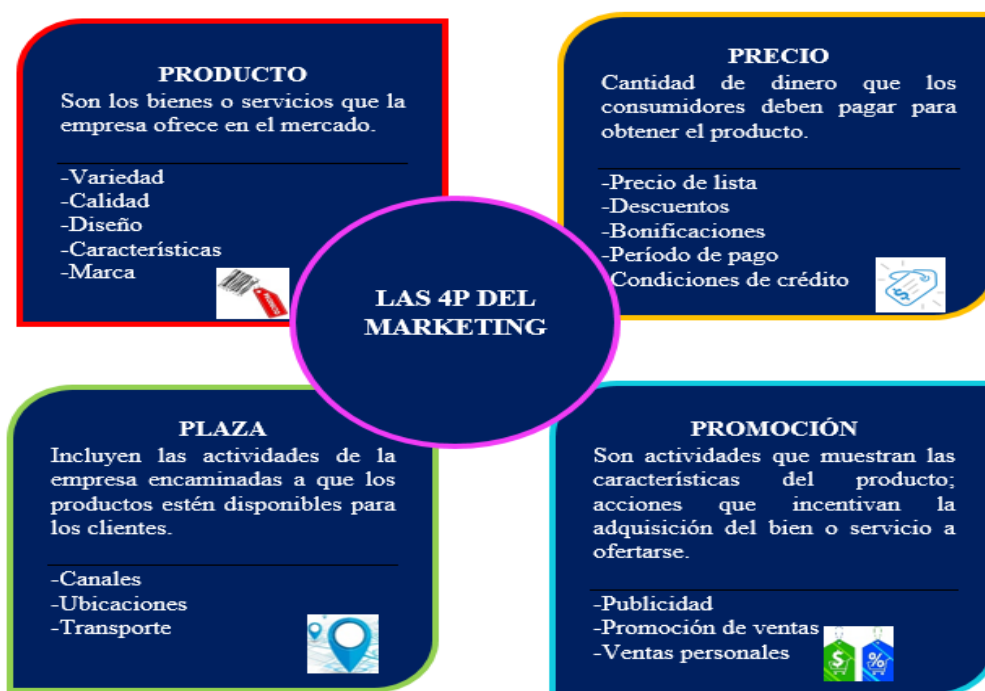 PRODUCTO
Son los bienes o servicios que la
empresa ofrece en el mercado.
-Variedad
-Calidad
-Diseño
-Características
-Marca
PRECIO
Cantidad de dinero que los
consumidores deben pagar para
obtener el producto.
-Precio de lista
-Descuentos
-Bonificaciones
-Período de pago
Condiciones de crédito
$
LAS 4P DEL
MARKETING
PLAZA
Incluyen las actividades de la
empresa encaminadas a que los
productos estén disponibles para
los clientes.
-Canales
-Ubicaciones
-Transporte
PROMOCIÓN
Son actividades que muestran las
características del producto;
acciones que incentivan la
adquisición del bien o servicio a
ofertarse.
-Publicidad
-Promoción de ventas
-Ventas personales
$ %